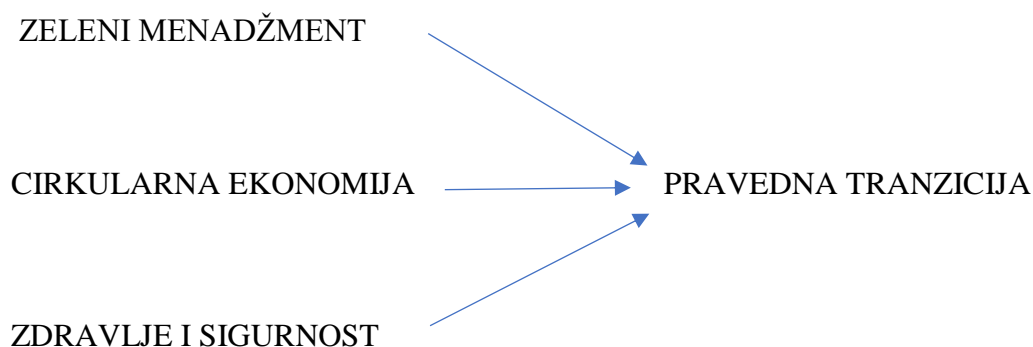 ZELENI MENADŽMENT
CIRKULARNA EKONOMIJA
PRAVEDNA TRANZICIJA
ZDRAVLJE I SIGURNOST